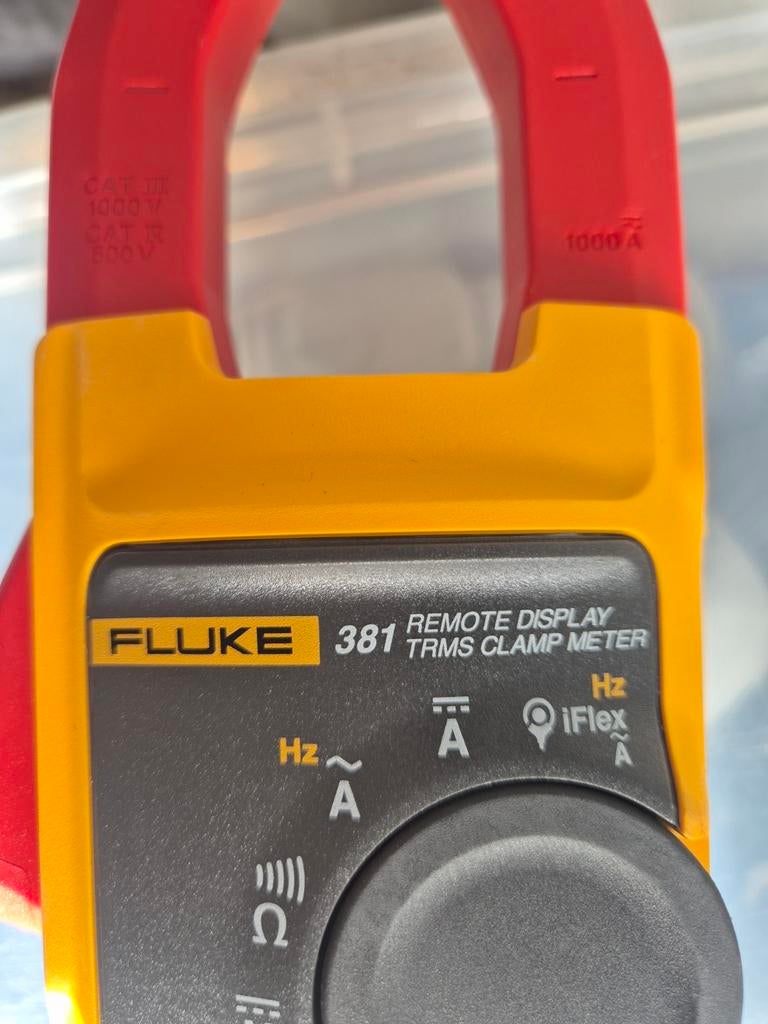 CAT III
1000 V
CAT IV
600 V
1000 A
FLUKE
381
REMOTE DISPLAY
TRMS CLAMP METER
Hz
iFlex
A
A
Hz
A
Ω